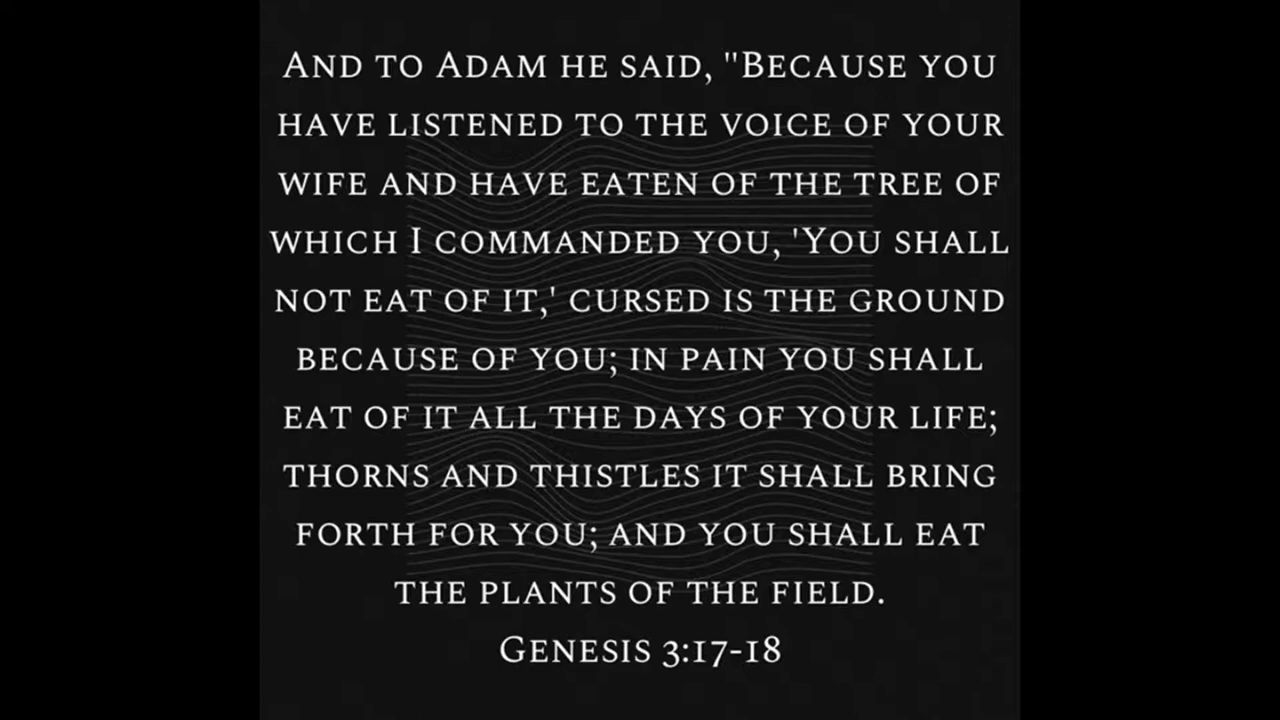 And to Adam he said, "Because you
have listened to the voice of your
wife and have eaten of the tree of
which I commanded you, 'You shall
not eat of it,' cursed is the ground
because of you; in pain you shall
eat of it all the days of your life;
thorns and thistles it shall bring
forth for you; and you shall eat
the plants of the field.
Genesis 3:17-18